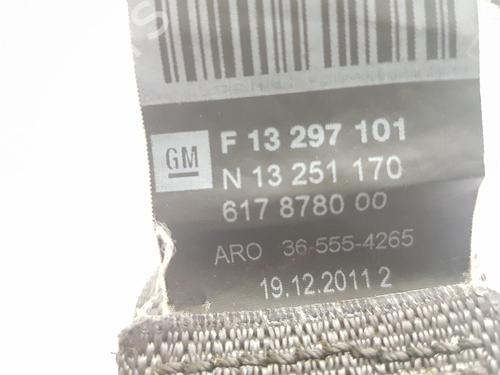 F 13 297 101
GM
N 13 251 170
617 8780 00
ARO 36-555-4265
19.12.2011 2